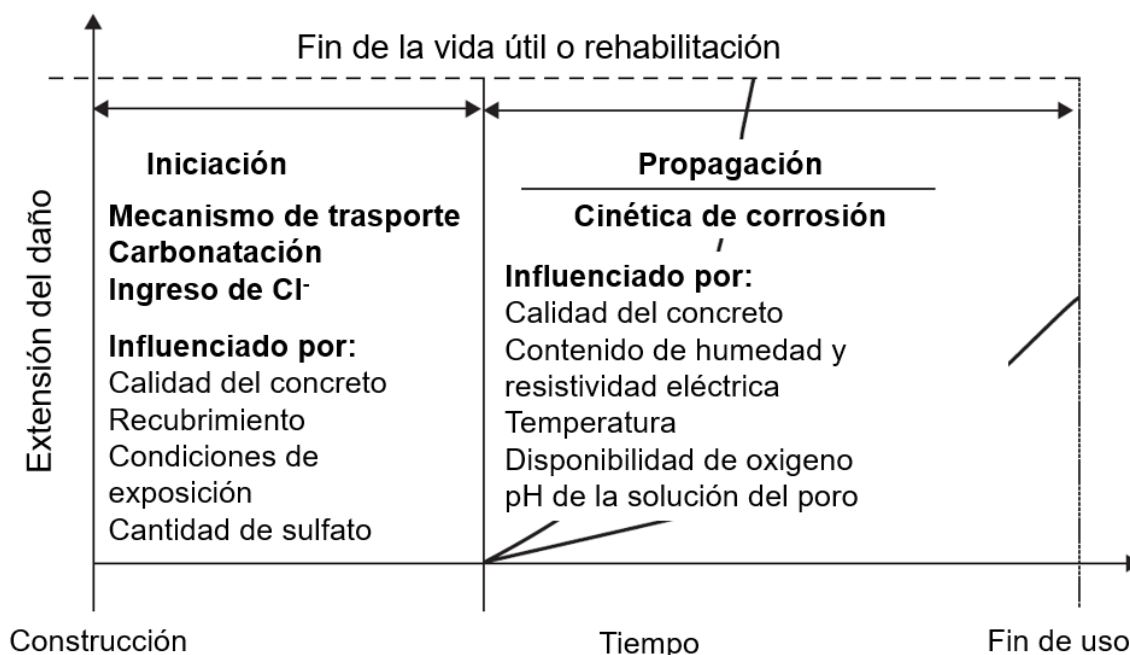 Fin de la vida útil o rehabilitación
Extensión del daño
Iniciación
Mecanismo de trasporte
Carbonatación
Ingreso de Cl⁻
Influenciado por:
Calidad del concreto
Recubrimiento
Condiciones de
exposición
Cantidad de sulfato
Propagación
Cinética de corrosión
Influenciado por:
Calidad del concreto
Contenido de humedad y
resistividad eléctrica
Temperatura
Disponibilidad de oxigeno
pH de la solución del poro
Construcción
Tiempo
Fin de uso